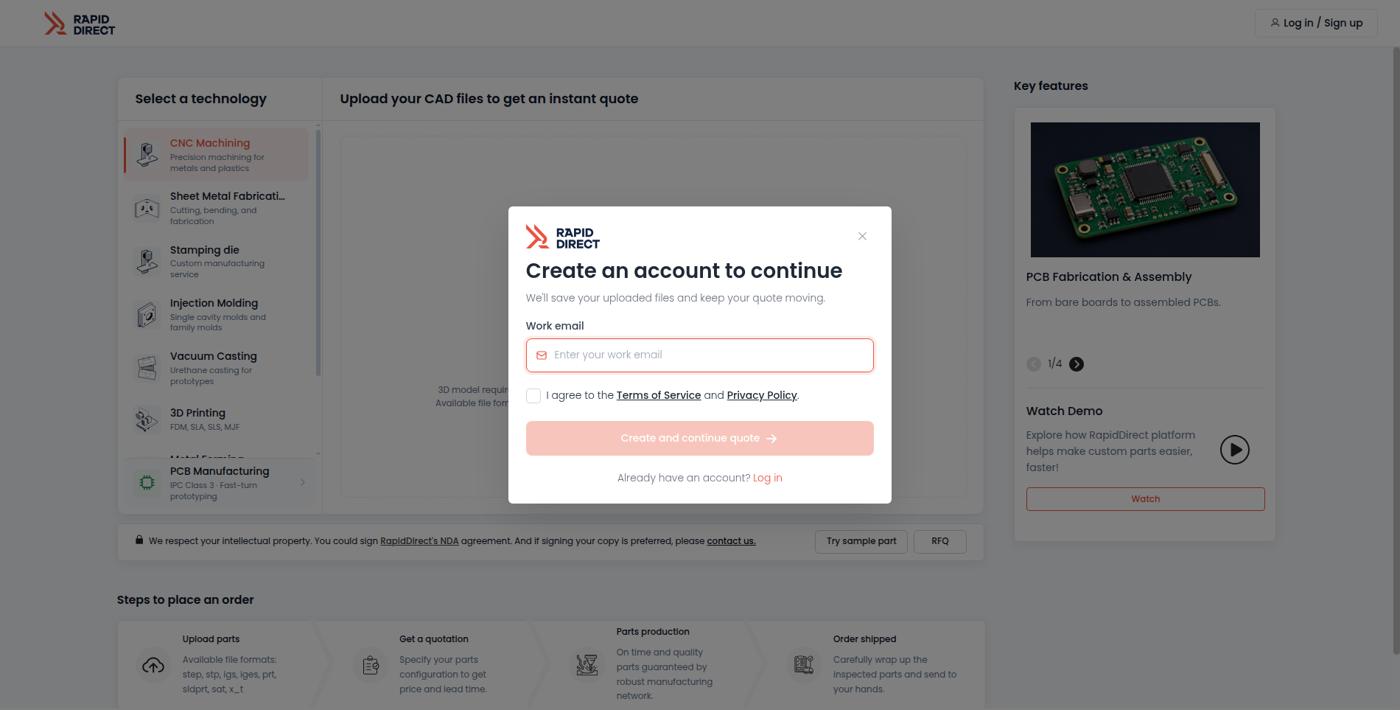 RAPID
DIRECT
Log in / Sign up
Select a technology
CNC Machining
Precision machining for
metals and plastics
Sheet Metal Fabricati...
Cutting, bending, and
fabrication
Stamping die
Custom manufacturing
service
Injection Molding
Single cavity molds and
family molds
Vacuum Casting
Urethane casting for
prototypes
3D Printing
FDM, SLA, SLS, MJF
PCB Manufacturing
IPC Class 3 · Fast-turn
prototyping
Upload your CAD files to get an instant quote
3D model requir
Available file for
RAPID
DIRECT
Create an account to continue
We'll save your uploaded files and keep your quote moving.
Work email
Enter your work email
I agree to the Terms of Service and Privacy Policy.
Create and continue quote
Already have an account? Log in
We respect your intellectual property. You could sign RapidDirect's NDA agreement. And if signing your copy is preferred, please contact us.
Try sample part
RFQ
Key features
PCB Fabrication & Assembly
From bare boards to assembled PCBs.
1/4
Watch Demo
Explore how RapidDirect platform
helps make custom parts easier,
faster!
Watch
Steps to place an order
Upload parts
Available file formats:
step, stp, igs, iges, prt,
sldprt, sat, x_t
Get a quotation
Specify your parts
configuration to get
price and lead time.
Parts production
On time and quality
parts guaranteed by
robust manufacturing
network.
Order shipped
Carefully wrap up the
inspected parts and send to
your hands.